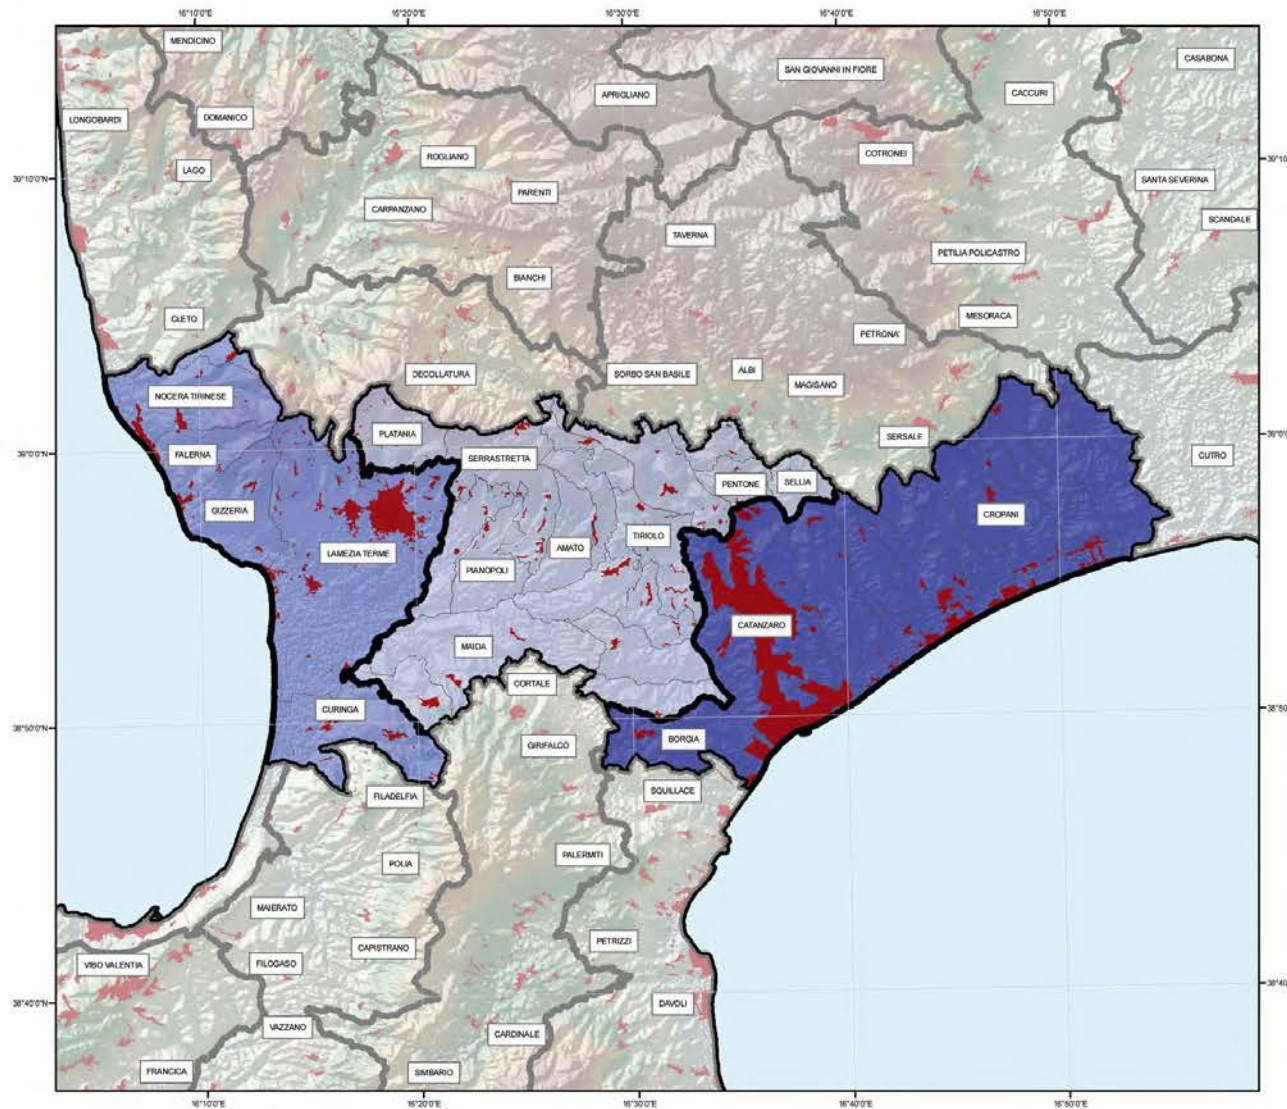 16°10'0"E 16°20'0"E 16°30'0"E 16°40'0"E 16°50'0"E
MENDICINO
CASABONA
SAN GIOVANNI IN FIORE
APRIGLIANO
CACCURI
LONGOBARDI
DOMANICO
COTRONEI
ROGLIANO
39°10'0"N
LAGO
SANTA SEVERINA
PARENTI
CARPANZANO
SCANDALE
TAVERNA
PETILIA POLICASTRO
BIANCHI
CLETO
MESORACA
PETRONA'
DECOLLATURA
SORBO SAN BASILE
ALBI
MAGISANO
NOCERA TIRINESE
PLATANIA
SERSALE
39°0'0"N
FALERNA
SERRASTRETTA
CUTRO
PENTONE
SELLIA
GIZZERIA
CROPANI
TIRIOLO
AMATO
LAMEZIA TERME
PIANOPOLI
CATANZARO
MAIDA
CORTALE
CURINGA
38°50'0"N
BORGIA
GIRIFALCO
SQUILLACE
FILADELFIA
PALERMITI
POLIA
MAIERATO
PETRIZZI
CAPISTRANO
VIBO VALENTIA
FILOGASO
38°40'0"N
DAVOLI
VAZZANO
CARDINALE
FRANCICA
SIMBARIO
16°10'0"E 16°20'0"E 16°30'0"E 16°40'0"E 16°50'0"E